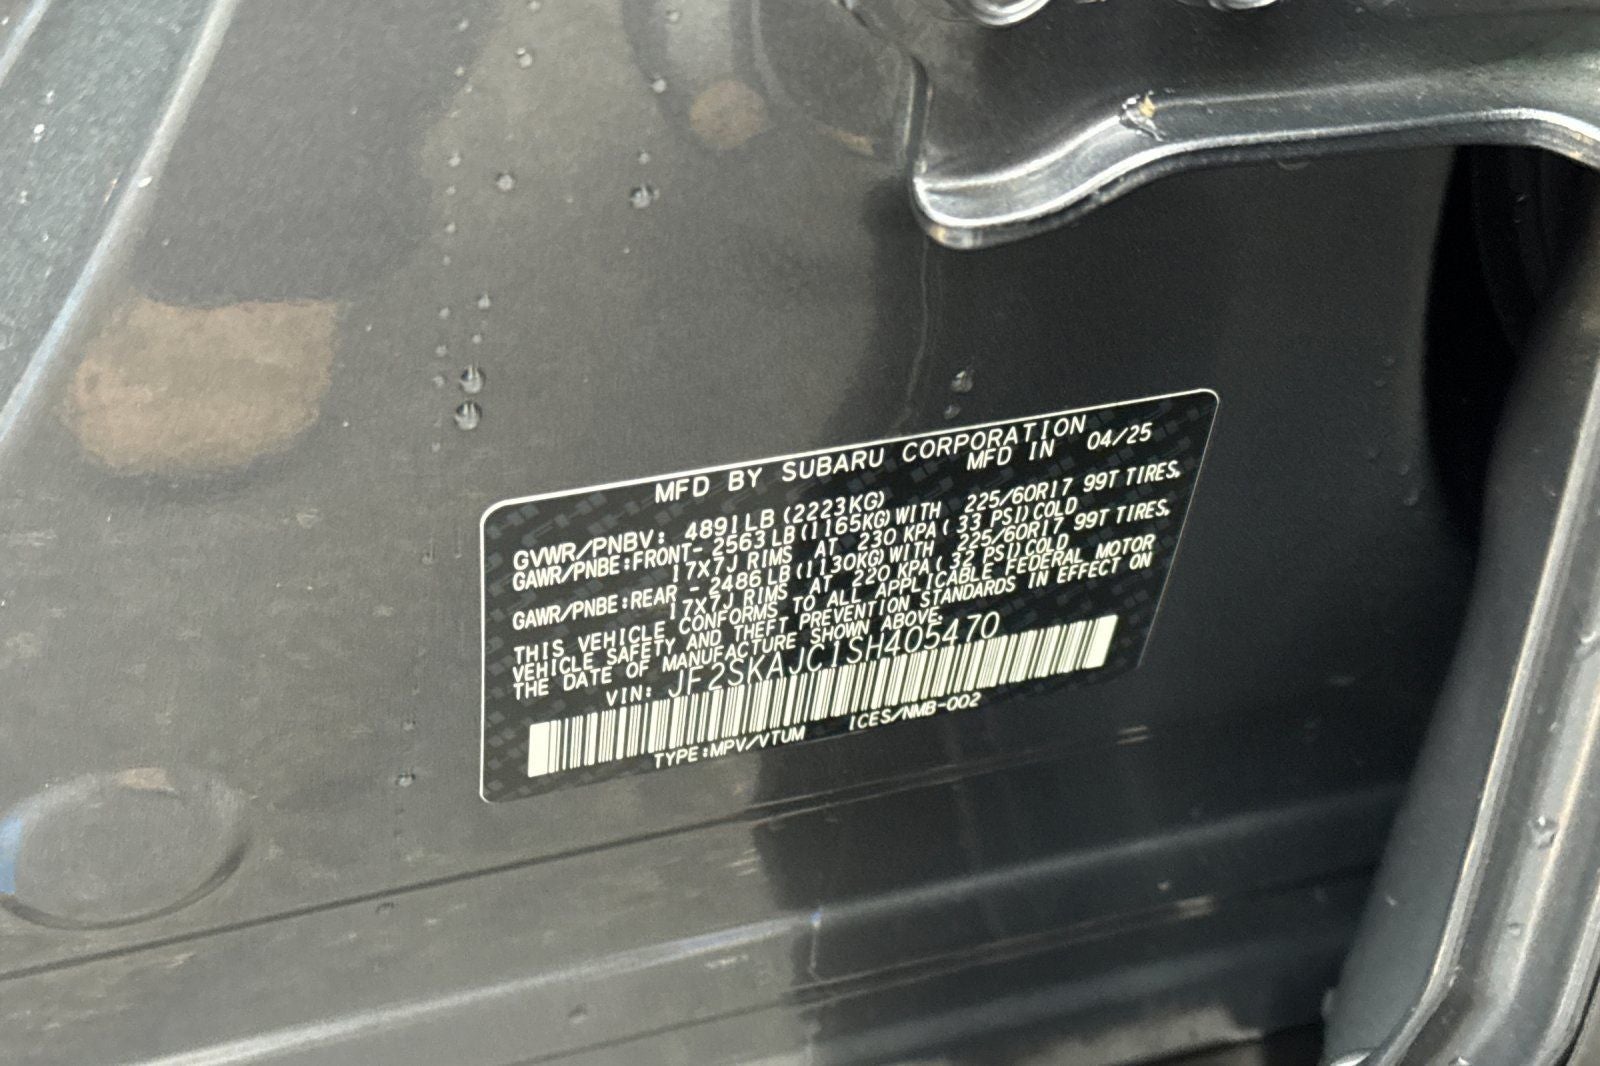 MFD BY SUBARU CORPORATION
MFD IN 04/25
GVWR/PNBV: 4891LB(2223KG)
GAWR/PNBE:FRONT- 2563LB(1165KG)WITH 225/60R17 99T TIRES,
17X7J RIMS AT 230 KPA( 33 PSI)COLD
GAWR/PNBE:REAR - 2486LB(1130KG)WITH 225/60R17 99T TIRES,
17X7J RIMS AT 220 KPA( 32 PSI)COLD
THIS VEHICLE CONFORMS TO ALL APPLICABLE FEDERAL MOTOR
VEHICLE SAFETY AND THEFT PREVENTION STANDARDS IN EFFECT ON
THE DATE OF MANUFACTURE SHOWN ABOVE.
VIN: JF2SKAJC1SH405470
TYPE:MPV/VTUM ICES/NMB-002